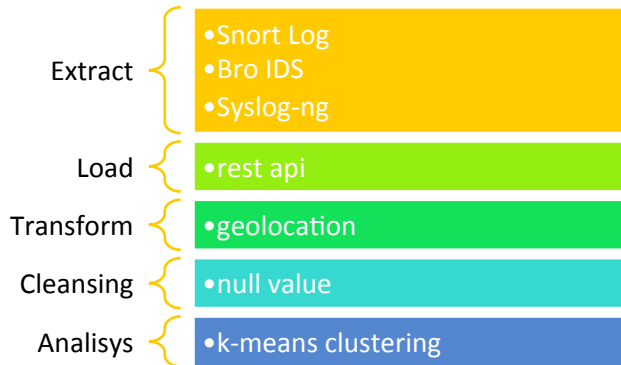 Extract
•Snort Log
•Bro IDS
•Syslog-ng
Load
•rest api
Transform
•geolocation
Cleansing
•null value
Analisys
•k-means clustering